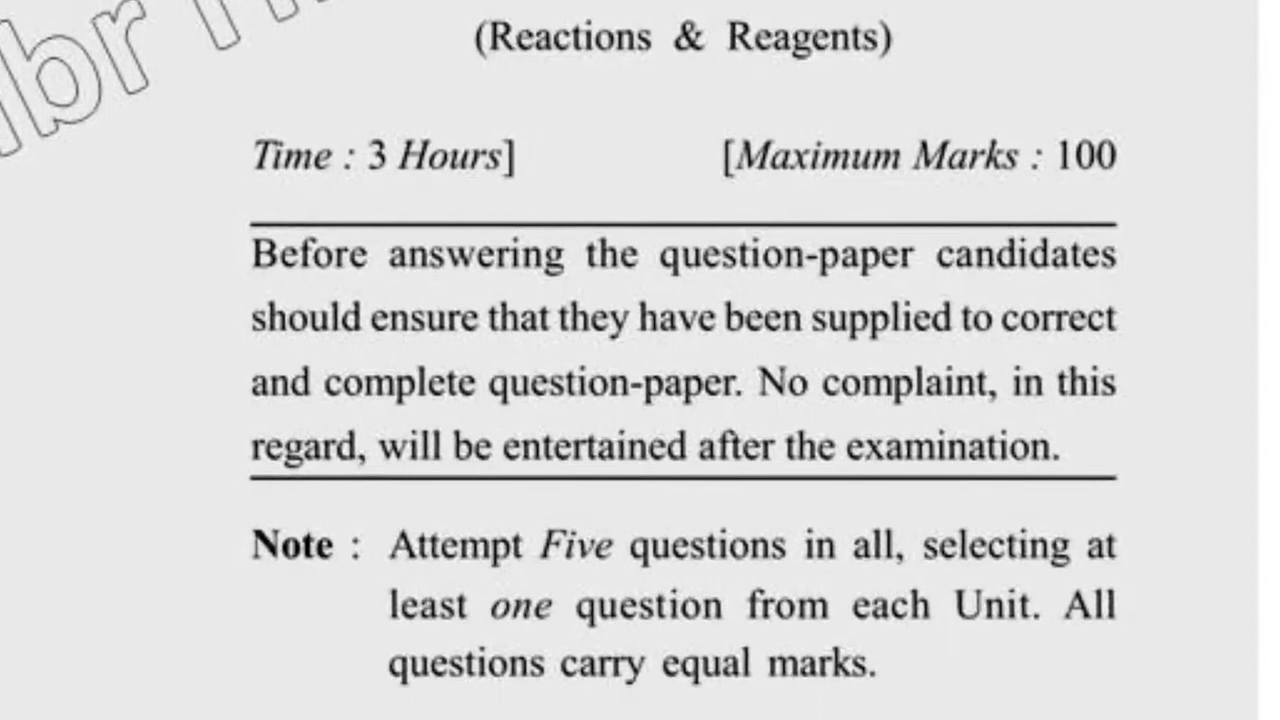 (Reactions & Reagents)
Time : 3 Hours] [Maximum Marks : 100
Before answering the question-paper candidates
should ensure that they have been supplied to correct
and complete question-paper. No complaint, in this
regard, will be entertained after the examination.
Note : Attempt Five questions in all, selecting at
least one question from each Unit. All
questions carry equal marks.